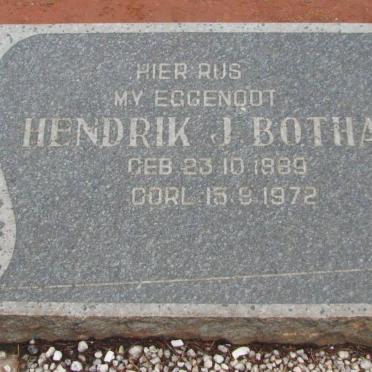 HIER RUS
MY EGGENOOT
HENDRIK J. BOTHA
GEB. 23.10.1889
OORL. 15.9.1972